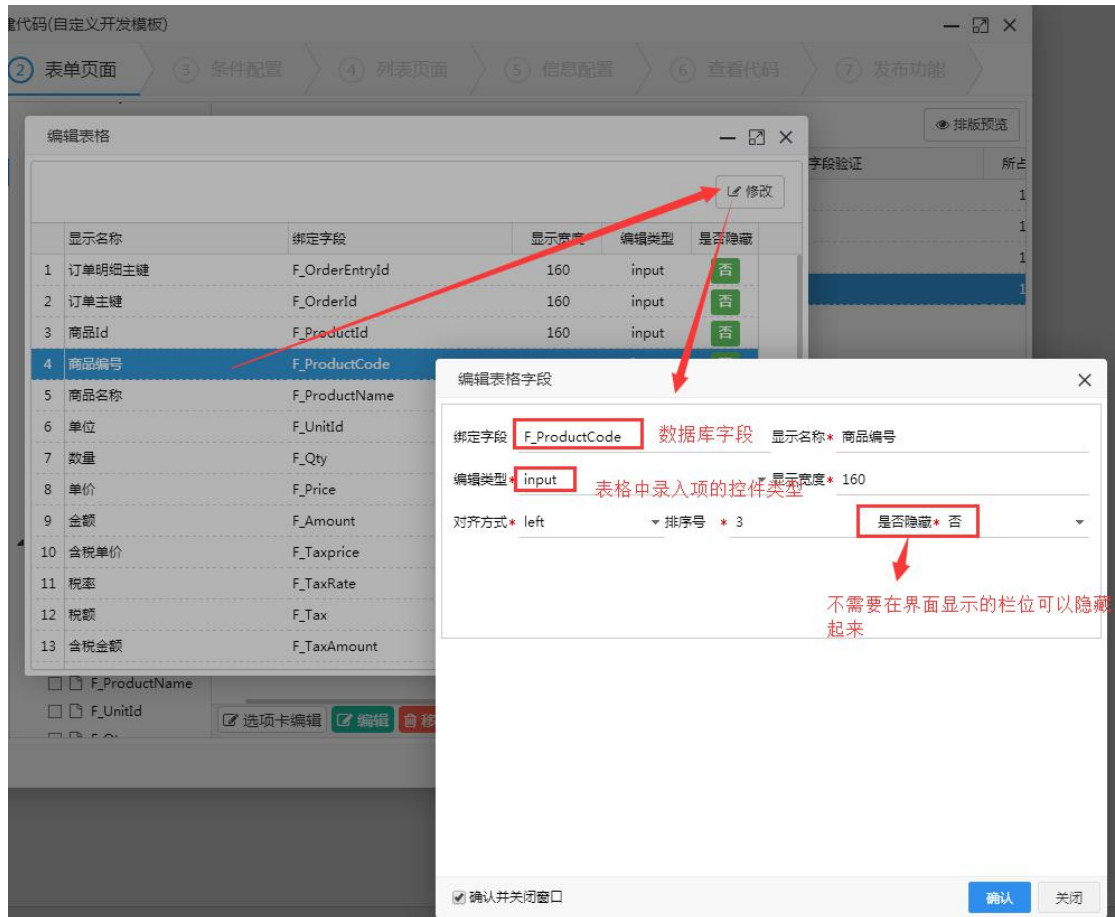 建代码(自定义开发模板)
2 表单页面 3 条件配置 4 列表页面 5 信息配置 6 查看代码 7 发布功能
排版预览
编辑表格
字段验证 所占
修改
显示名称 绑定字段 显示宽度 编辑类型 是否隐藏
1 订单明细主键 F_OrderEntryId 160 input 否
2 订单主键 F_OrderId 160 input 否
3 商品Id F_ProductId 160 input 否
4 商品编号 F_ProductCode
5 商品名称 F_ProductName
6 单位 F_UnitId
7 数量 F_Qty
8 单价 F_Price
9 金额 F_Amount
10 含税单价 F_Taxprice
11 税率 F_TaxRate
12 税额 F_Tax
13 含税金额 F_TaxAmount
1
1
1
1
编辑表格字段
绑定字段 F_ProductCode 数据库字段 显示名称* 商品编号
编辑类型* input 表格中录入项的控件类型 显示宽度* 160
对齐方式* left 排序号 * 3 是否隐藏* 否
不需要在界面显示的栏位可以隐藏
起来
F_ProductName
F_UnitId
选项卡编辑 编辑 移
确认并关闭窗口 确认 关闭